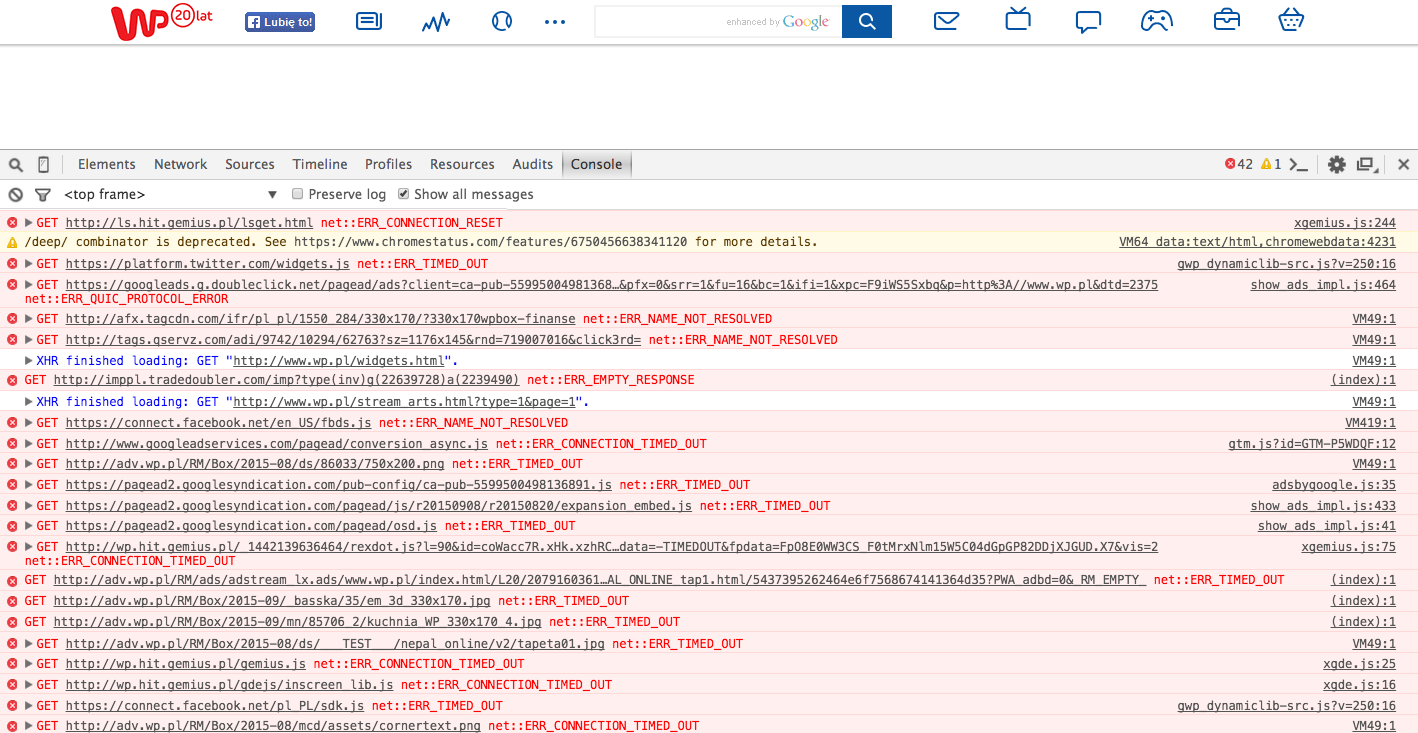 WP 20 lat
Lubię to!
enhanced by Google
Elements Network Sources Timeline Profiles Resources Audits Console 42 1
<top frame> Preserve log Show all messages
GET http://ls.hit.gemius.pl/lsget.html net::ERR_CONNECTION_RESET xgemius.js:244
/deep/ combinator is deprecated. See https://www.chromestatus.com/features/6750456638341120 for more details. VM64 data:text/html,chromewebdata:4231
GET https://platform.twitter.com/widgets.js net::ERR_TIMED_OUT gwp_dynamiclib-src.js?v=250:16
GET https://googleads.g.doubleclick.net/pagead/ads?client=ca-pub-55995004981368…&pfx=0&srr=1&fu=16&bc=1&ifi=1&xpc=F9iWS5Sxbq&p=http%3A//www.wp.pl&dtd=2375 show_ads_impl.js:464
net::ERR_QUIC_PROTOCOL_ERROR
GET http://afx.tagcdn.com/ifr/pl_pl/1550_284/330x170/?330x170wpbox-finanse net::ERR_NAME_NOT_RESOLVED VM49:1
GET http://tags.qservz.com/adi/9742/10294/62763?sz=1176x145&rnd=719007016&click3rd= net::ERR_NAME_NOT_RESOLVED VM49:1
XHR finished loading: GET "http://www.wp.pl/widgets.html". VM49:1
GET http://imppl.tradedoubler.com/imp?type(inv)g(22639728)a(2239490) net::ERR_EMPTY_RESPONSE (index):1
XHR finished loading: GET "http://www.wp.pl/stream_arts.html?type=1&page=1". VM49:1
GET https://connect.facebook.net/en_US/fbds.js net::ERR_NAME_NOT_RESOLVED VM419:1
GET http://www.googleadservices.com/pagead/conversion_async.js net::ERR_CONNECTION_TIMED_OUT gtm.js?id=GTM-P5WDQF:12
GET http://adv.wp.pl/RM/Box/2015-08/ds/86033/750x200.png net::ERR_TIMED_OUT VM49:1
GET https://pagead2.googlesyndication.com/pub-config/ca-pub-5599500498136891.js net::ERR_TIMED_OUT adsbygoogle.js:35
GET https://pagead2.googlesyndication.com/pagead/js/r20150908/r20150820/expansion_embed.js net::ERR_TIMED_OUT show_ads_impl.js:433
GET https://pagead2.googlesyndication.com/pagead/osd.js net::ERR_TIMED_OUT show_ads_impl.js:41
GET http://wp.hit.gemius.pl/_1442139636464/rexdot.js?l=90&id=coWacc7R.xHk.xzhRC…data=-TIMEDOUT&fpdata=FpO8E0WW3CS_F0tMrxNlm15W5C04dGpGP82DDjXJGUD.X7&vis=2 xgemius.js:75
net::ERR_CONNECTION_TIMED_OUT
GET http://adv.wp.pl/RM/ads/adstream_lx.ads/www.wp.pl/index.html/L20/2079160361…AL_ONLINE_tap1.html/5437395262464e6f7568674141364d35?PWA_adbd=0&_RM_EMPTY_ net::ERR_TIMED_OUT (index):1
GET http://adv.wp.pl/RM/Box/2015-09/_basska/35/em_3d_330x170.jpg net::ERR_TIMED_OUT (index):1
GET http://adv.wp.pl/RM/Box/2015-09/mn/85706_2/kuchnia_WP_330x170_4.jpg net::ERR_TIMED_OUT (index):1
GET http://adv.wp.pl/RM/Box/2015-08/ds/___TEST___/nepal_online/v2/tapeta01.jpg net::ERR_TIMED_OUT VM49:1
GET http://wp.hit.gemius.pl/gemius.js net::ERR_CONNECTION_TIMED_OUT xgde.js:25
GET http://wp.hit.gemius.pl/gdejs/inscreen_lib.js net::ERR_CONNECTION_TIMED_OUT xgde.js:16
GET https://connect.facebook.net/pl_PL/sdk.js net::ERR_TIMED_OUT gwp_dynamiclib-src.js?v=250:16
GET http://adv.wp.pl/RM/Box/2015-08/mcd/assets/cornertext.png net::ERR_CONNECTION_TIMED_OUT VM49:1